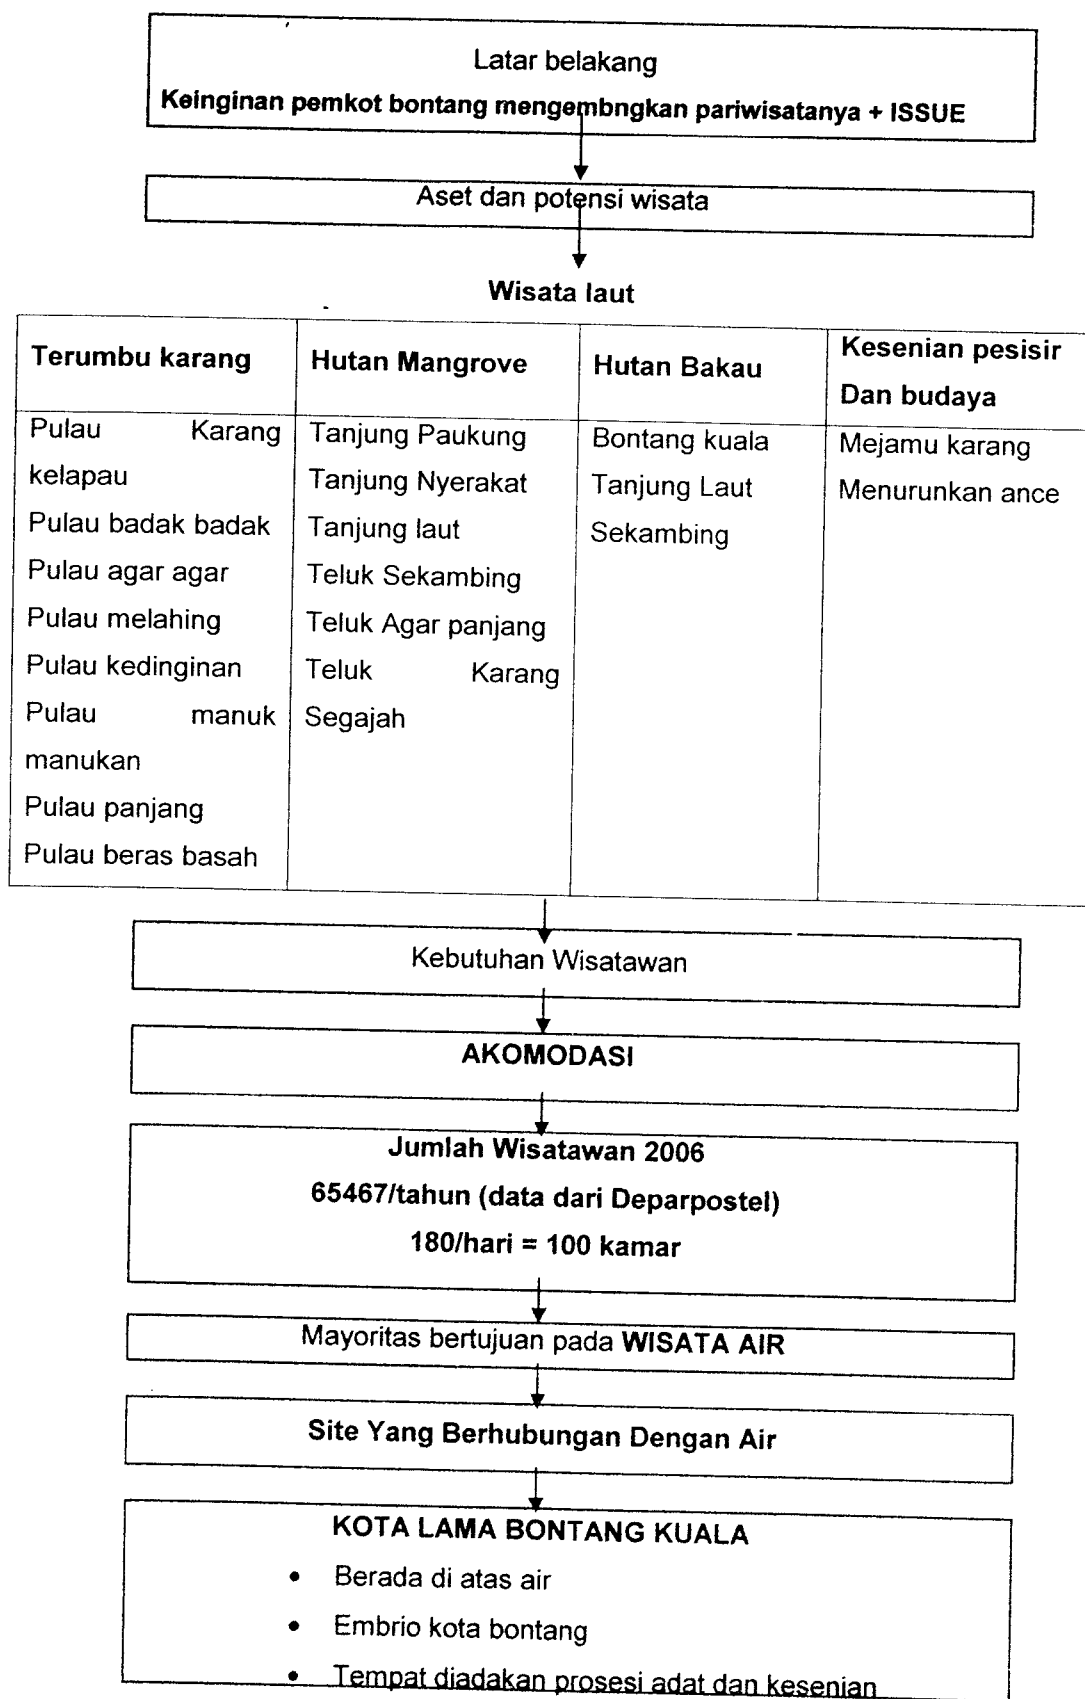 Latar belakang
Keinginan pemkot bontang mengembngkan pariwisatanya + ISSUE
Aset dan potensi wisata
Wisata laut
Terumbu karang
Pulau Karang
kelapau
Pulau badak badak
Pulau agar agar
Pulau melahing
Pulau kedinginan
Pulau manuk
manukan
Pulau panjang
Pulau beras basah
Hutan Mangrove
Tanjung Paukung
Tanjung Nyerakat
Tanjung laut
Teluk Sekambing
Teluk Agar panjang
Teluk Karang
Segajah
Hutan Bakau
Bontang kuala
Tanjung Laut
Sekambing
Kesenian pesisir
Dan budaya
Mejamu karang
Menurunkan ance
Kebutuhan Wisatawan
AKOMODASI
Jumlah Wisatawan 2006
65467/tahun (data dari Deparpostel)
180/hari = 100 kamar
Mayoritas bertujuan pada WISATA AIR
Site Yang Berhubungan Dengan Air
KOTA LAMA BONTANG KUALA
• Berada di atas air
• Embrio kota bontang
• Tempat diadakan prosesi adat dan kesenian